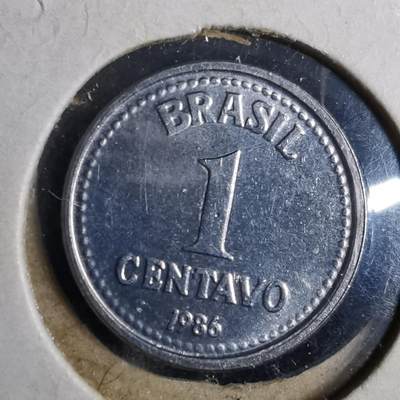 BRASIL
1
CENTAVO
1986